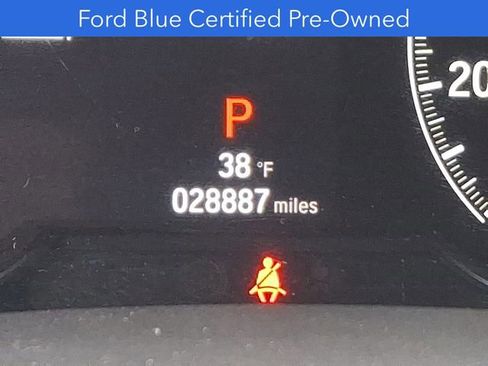 Ford Blue Certified Pre-Owned
20
P
38 °F
028887 miles